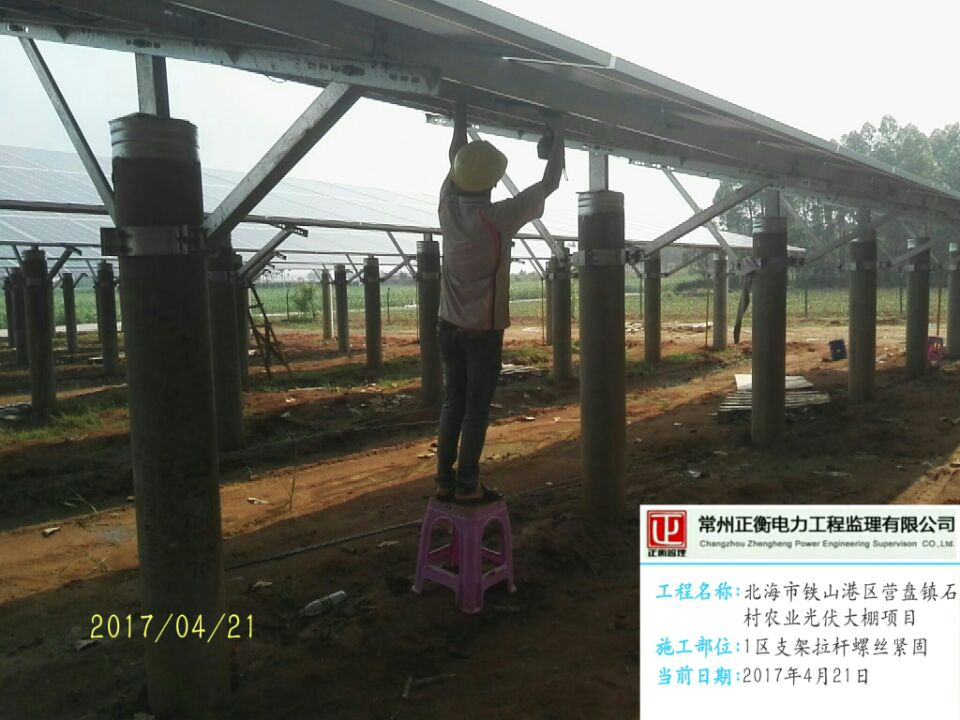 常州正衡电力工程监理有限公司
Changzhou Zhengheng Power Engineering Supervison CO.,Ltd.
正衡监理
工程名称:北海市铁山港区营盘镇石
村农业光伏大棚项目
施工部位:1区支架拉杆螺丝紧固
当前日期:2017年4月21日
2017/04/21